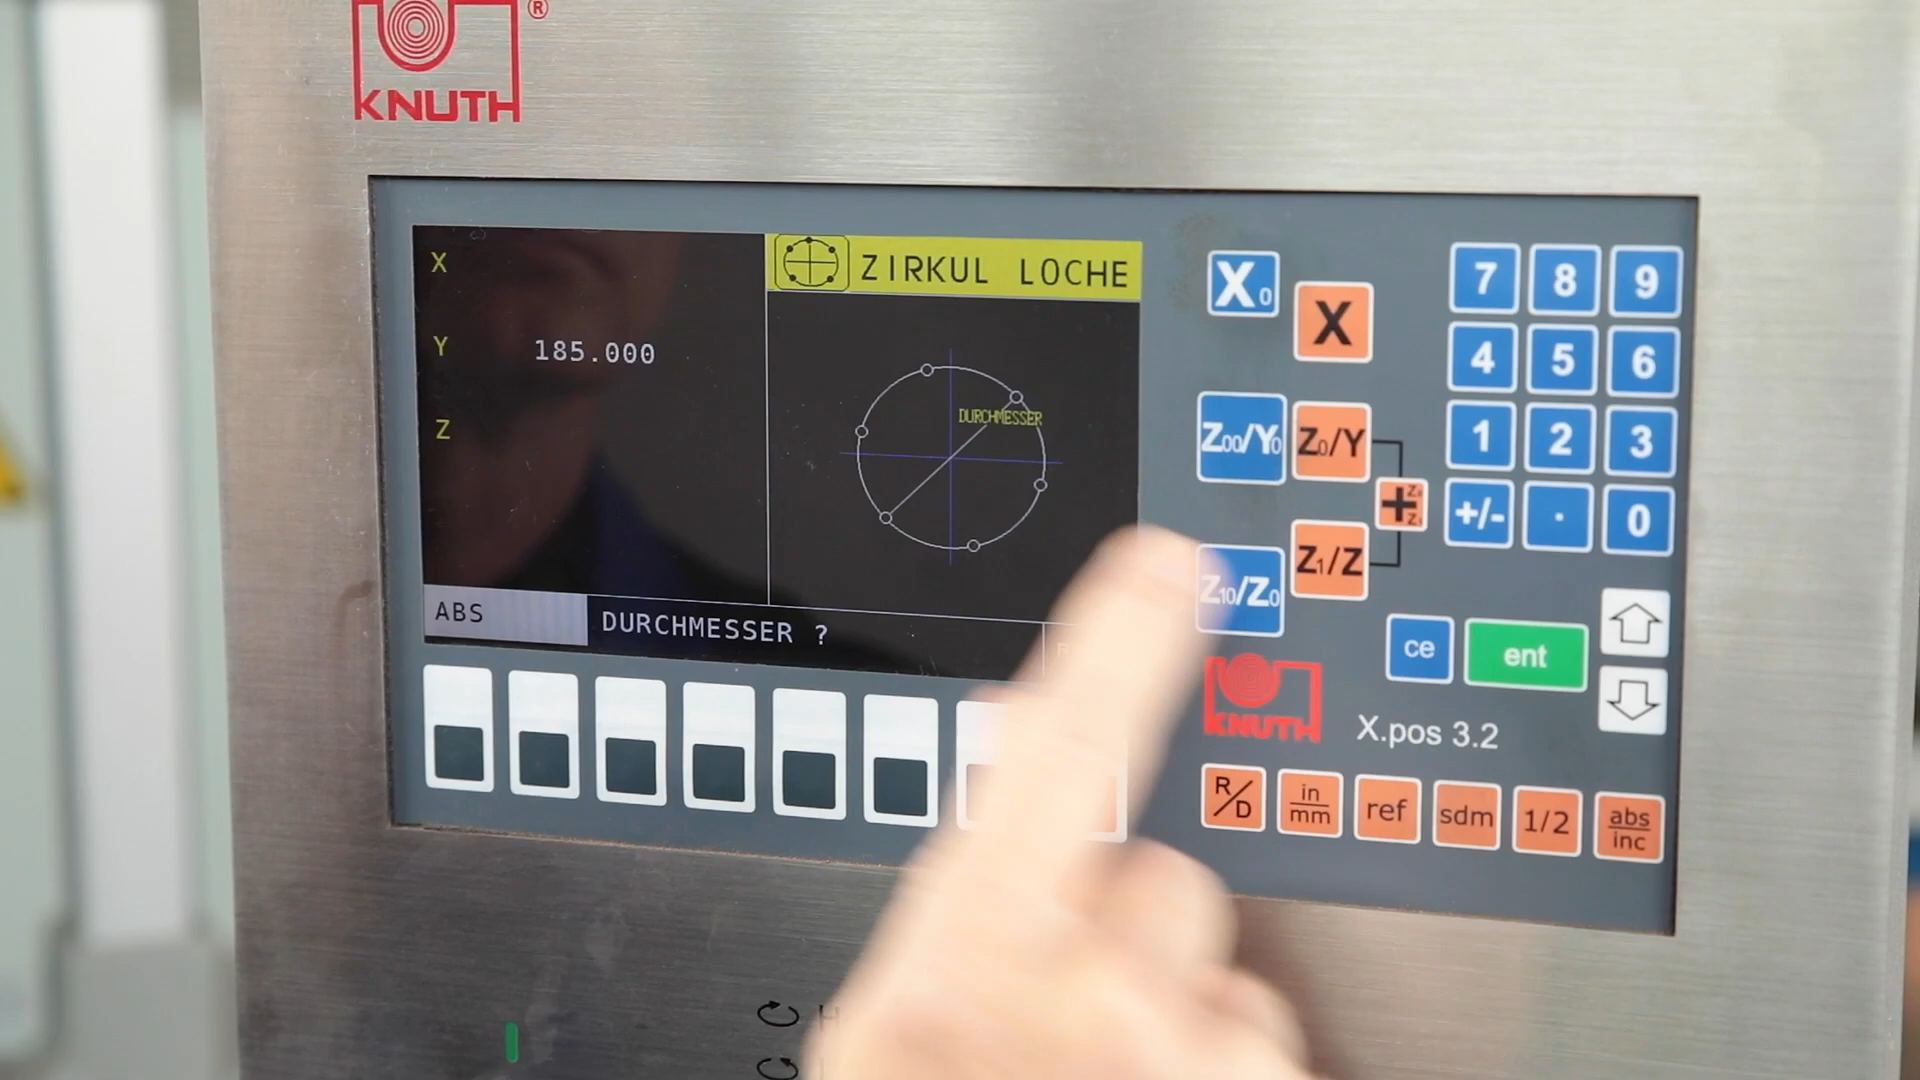 KNUTH ®
X
ZIRKUL LOCHE
Y 185.000
DURCHMESSER
Z
ABS DURCHMESSER ?
X0
X
7 8 9
4 5 6
Z00/Y0 Z0/Y
1 2 3
+/- . 0
Z10/Z0 Z1/Z
ce ent
KNUTH X.pos 3.2
R/D in/mm ref sdm 1/2 abs/inc